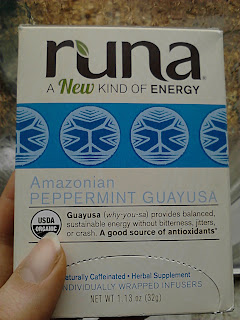 runa
A New KIND OF ENERGY
Amazonian
PEPPERMINT GUAYUSA
USDA
ORGANIC
Guayusa (why-you-sa) provides balanced,
sustainable energy without bitterness, jitters,
or crash. A good source of antioxidants*
Naturally Caffeinated • Herbal Supplement
INDIVIDUALLY WRAPPED INFUSERS
NET WT 1.13 oz (32g)